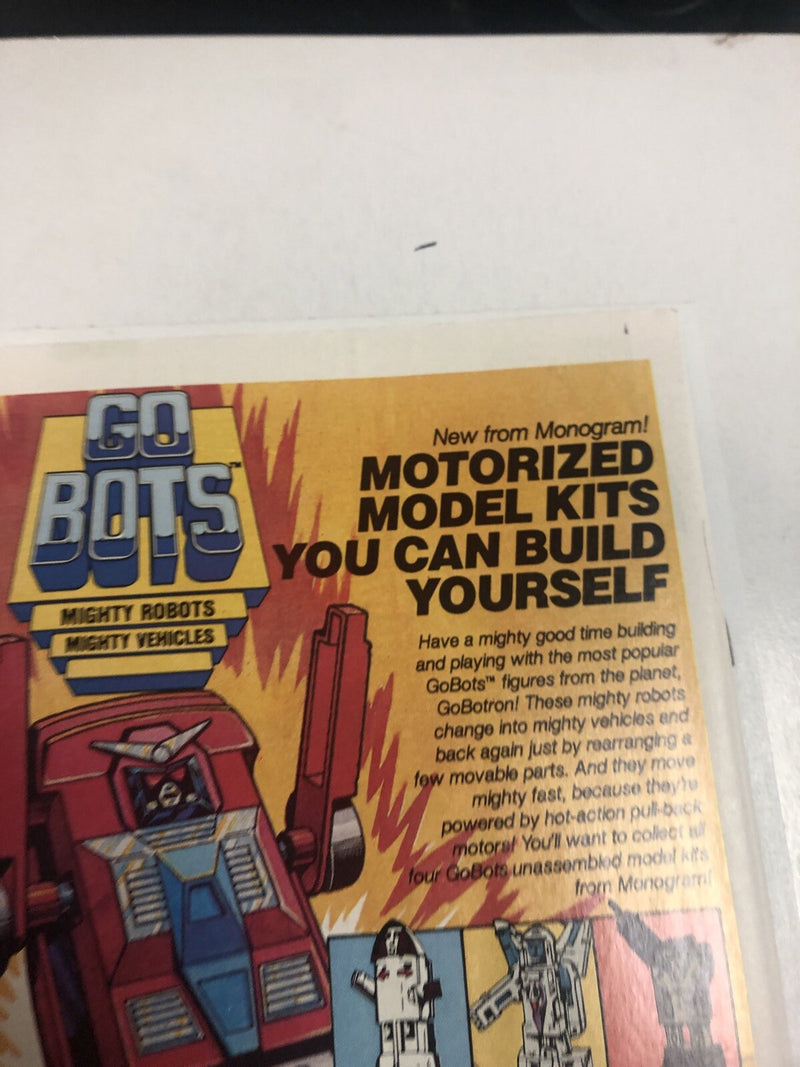 GO
BOTS™
MIGHTY ROBOTS
MIGHTY VEHICLES
New from Monogram!
MOTORIZED
MODEL KITS
YOU CAN BUILD
YOURSELF
Have a mighty good time building
and playing with the most popular
GoBots™ figures from the planet,
GoBotron! These mighty robots
change into mighty vehicles and
back again just by rearranging a
few movable parts. And they move
mighty fast, because they're
powered by hot-action pull-back
motors! You'll want to collect all
four GoBots unassembled model kits
from Monogram!